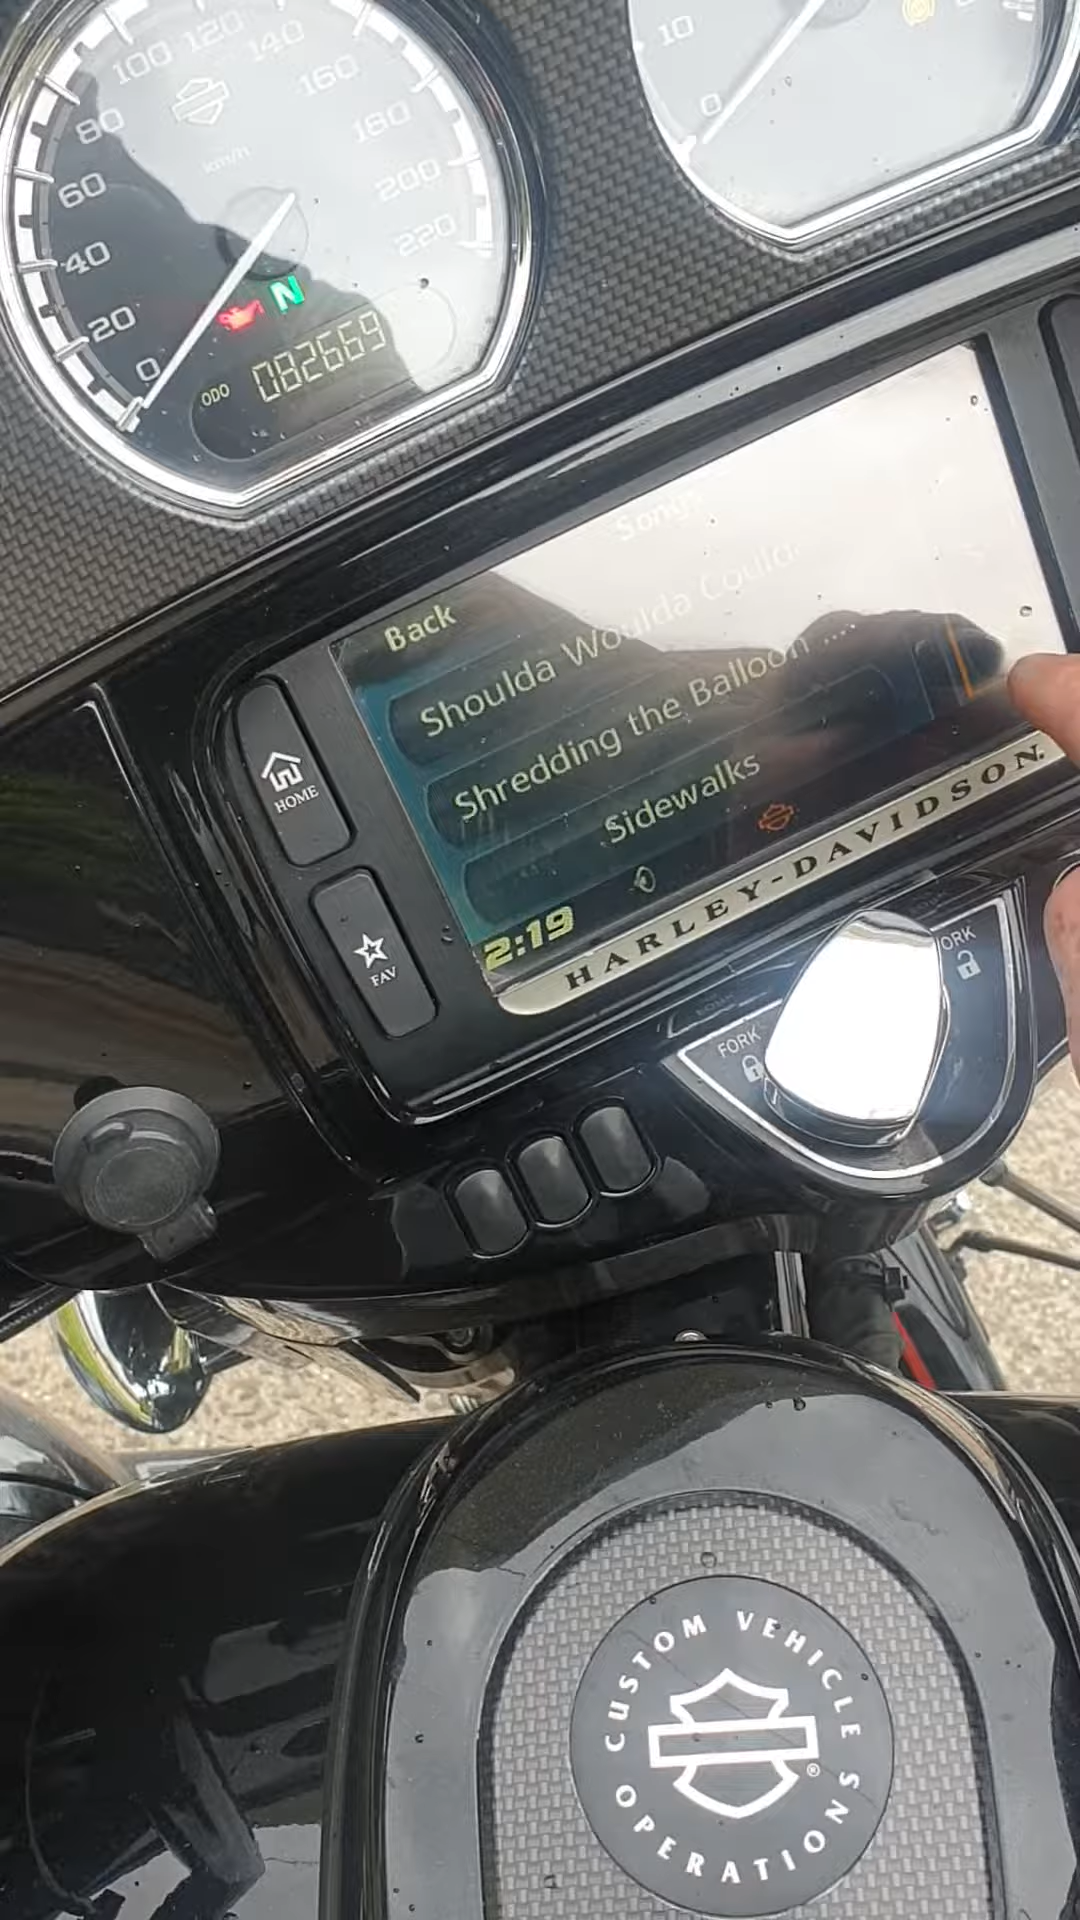 100 120 140
160
180
200
220
80
60
40
20
0
km/h
N
ODO 082669
10
0
Songs
Back
Shoulda Woulda Coulda
Shredding the Balloon ....
Sidewalks
2:19
HARLEY-DAVIDSON
HOME
FAV
FORK
FORK
CUSTOM VEHICLE
OPERATIONS
®